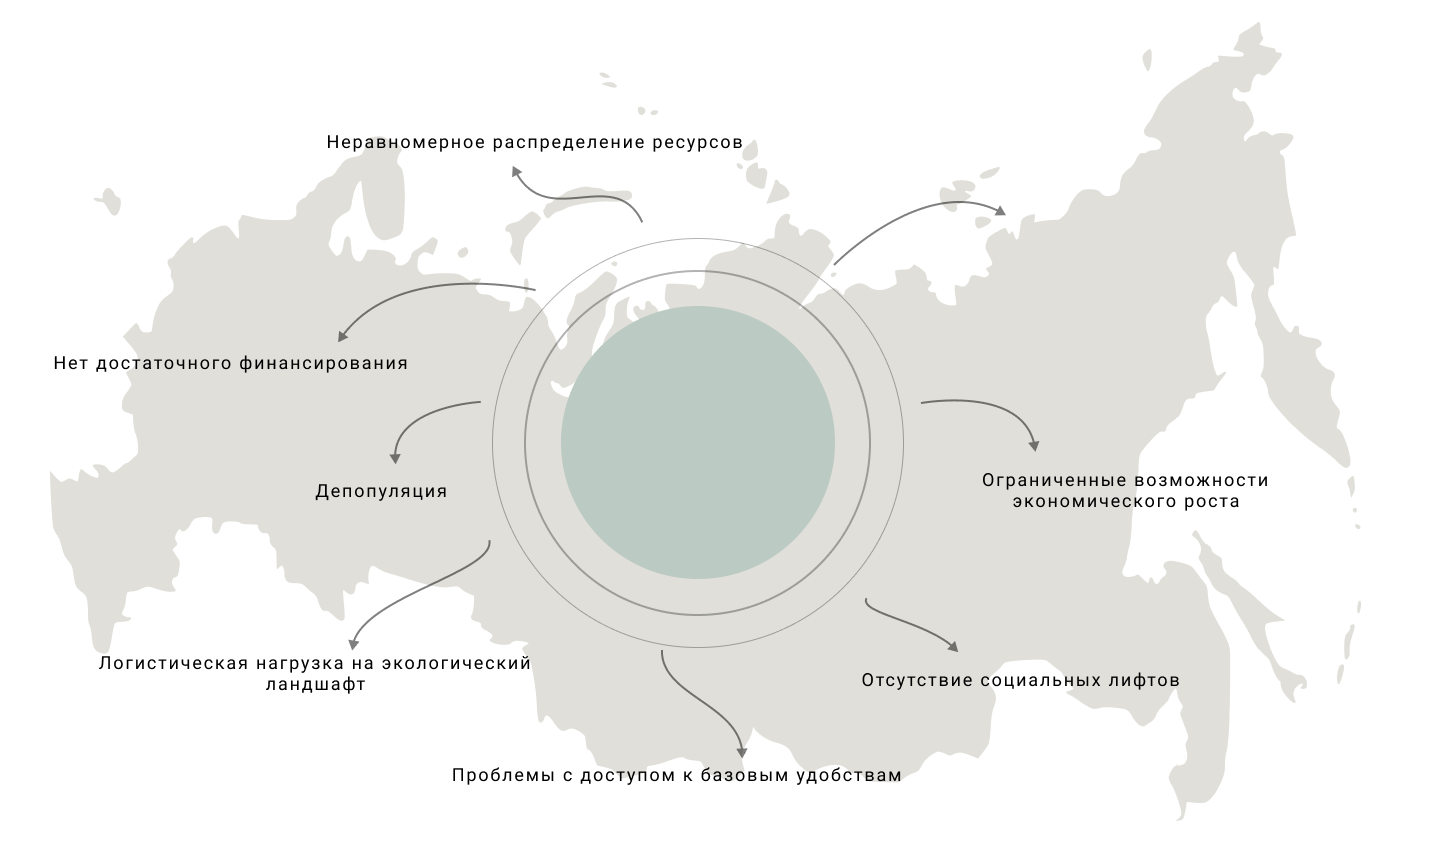 Неравномерное распределение ресурсов
Нет достаточного финансирования
Депопуляция
Ограниченные возможности
экономического роста
Логистическая нагрузка на экологический
ландшафт
Отсутствие социальных лифтов
Проблемы с доступом к базовым удобствам